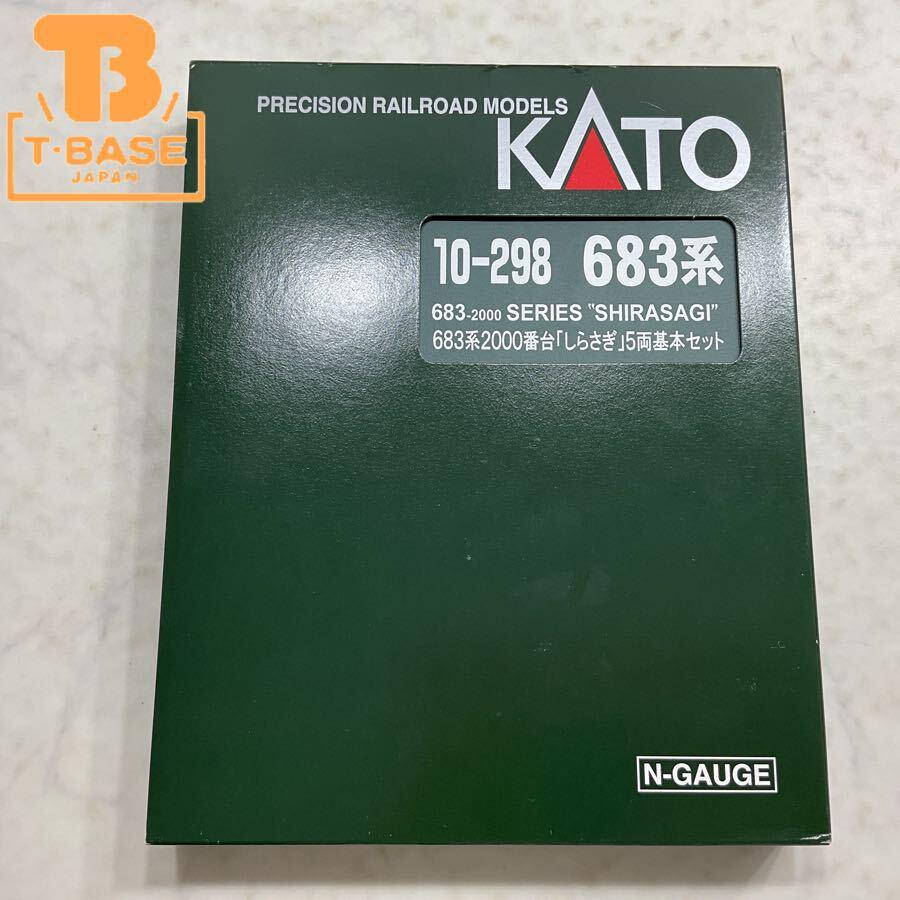 B
T·BASE
JAPAN
PRECISION RAILROAD MODELS
KATO
10-298 683系
683-2000 SERIES "SHIRASAGI"
683系2000番台「しらさぎ」5両基本セット
N-GAUGE